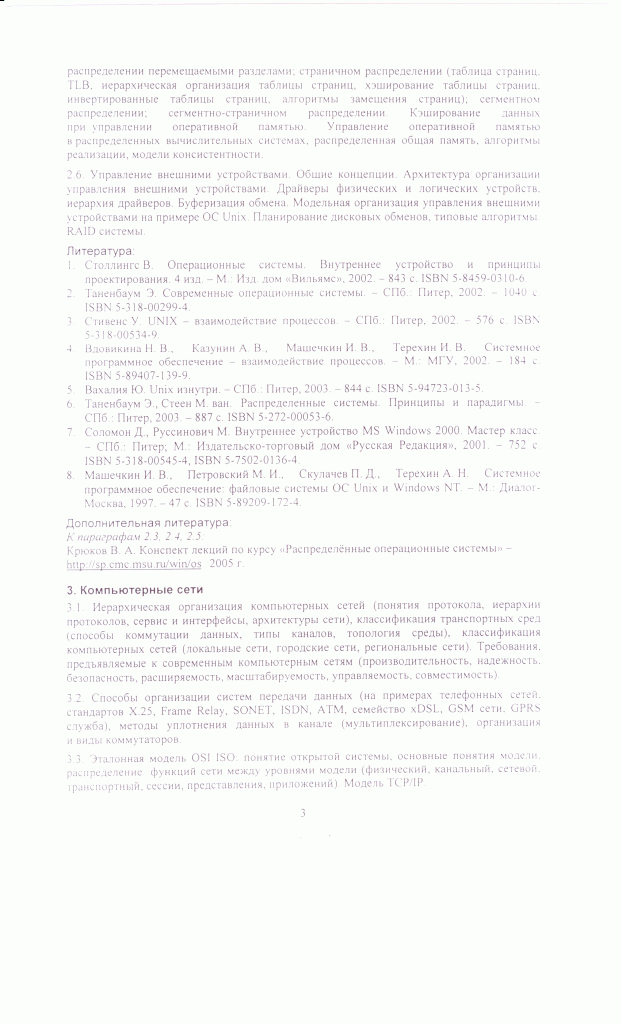 распределении перемещаемыми разделами; страничном распределении (таблица страниц,
TLB, иерархическая организация таблицы страниц, хэширование таблицы страниц,
инвертированные таблицы страниц, алгоритмы замещения страниц); сегментном
распределении; сегментно-страничном распределении. Кэширование данных
при управлении оперативной памятью. Управление оперативной памятью
в распределенных вычислительных системах, распределенная общая память, алгоритмы
реализации, модели консистентности.
2.6. Управление внешними устройствами. Общие концепции. Архитектура организации
управления внешними устройствами. Драйверы физических и логических устройств,
иерархия драйверов. Буферизация обмена. Модельная организация управления внешними
устройствами на примере ОС Unix. Планирование дисковых обменов, типовые алгоритмы.
RAID системы.
Литература:
1. Столлингс В. Операционные системы. Внутреннее устройство и принципы
проектирования. 4 изд. – М.: Изд. дом «Вильямс», 2002. – 843 с. ISBN 5-8459-0310-6.
2. Таненбаум Э. Современные операционные системы. – СПб.: Питер, 2002. – 1040 с.
ISBN 5-318-00299-4.
3 Стивенс У. UNIX – взаимодействие процессов. – СПб.: Питер, 2002. – 576 с. ISBN
5-318-00534-9.
4 Вдовикина Н. В., Казунин А. В., Машечкин И. В., Терехин И. В. Системное
программное обеспечение – взаимодействие процессов. – М.: МГУ, 2002. – 184 с.
ISBN 5-89407-139-9.
5. Вахалия Ю. Unix изнутри. – СПб.: Питер, 2003. – 844 с. ISBN 5-94723-013-5.
6. Таненбаум Э., Стеен М. ван. Распределенные системы. Принципы и парадигмы. –
СПб.: Питер, 2003. – 887 с. ISBN 5-272-00053-6.
7. Соломон Д., Руссинович М. Внутреннее устройство MS Windows 2000. Мастер класс.
– СПб.: Питер; М.: Издательско-торговый дом «Русская Редакция», 2001. – 752 с.
ISBN 5-318-00545-4, ISBN 5-7502-0136-4.
8. Машечкин И. В., Петровский М. И., Скулачев П. Д., Терехин А. Н. Системное
программное обеспечение: файловые системы ОС Unix и Windows NT. – М.: Диалог-
Москва, 1997. – 47 с. ISBN 5-89209-172-4.
Дополнительная литература:
К параграфам 2.3, 2.4, 2.5:
Крюков В. А. Конспект лекций по курсу «Распределённые операционные системы» –
http://sp.cmc.msu.ru/win/os 2005 г.
3. Компьютерные сети
3.1. Иерархическая организация компьютерных сетей (понятия протокола, иерархии
протоколов, сервис и интерфейсы, архитектуры сети), классификация транспортных сред
(способы коммутации данных, типы каналов, топология среды), классификация
компьютерных сетей (локальные сети, городские сети, региональные сети). Требования,
предъявляемые к современным компьютерным сетям (производительность, надежность,
безопасность, расширяемость, масштабируемость, управляемость, совместимость).
3.2. Способы организации систем передачи данных (на примерах телефонных сетей,
стандартов X.25, Frame Relay, SONET, ISDN, ATM, семейство xDSL, GSM сети, GPRS
служба), методы уплотнения данных в канале (мультиплексирование), организация
и виды коммутаторов.
3.3. Эталонная модель OSI ISO: понятие открытой системы, основные понятия модели,
распределение функций сети между уровнями модели (физический, канальный, сетевой,
транспортный, сессии, представления, приложений). Модель TCP/IP.
3